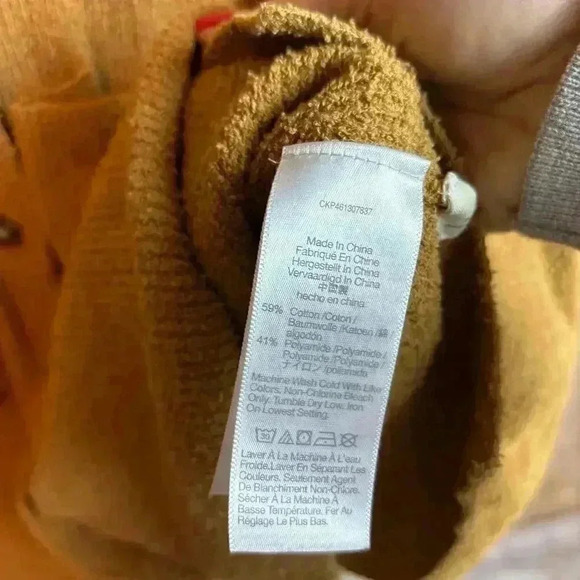 CKP461307837
Made In China
Fabriqué En Chine
Hergestellt In China
Vervaardigd In China
中国製
hecho en china
59% Cotton /Coton /
Baumwolle /Katoen /綿
algodón
41% Polyamide /Polyamide /
Polyamide /Polyamide /
ナイロン /poliamida
Machine Wash Cold With Like
Colors. Non-Chlorine Bleach
Only. Tumble Dry Low. Iron
On Lowest Setting.
30
Laver À La Machine À L'eau
Froide.Laver En Séparant Les
Couleurs. Seulement Agent
De Blanchiment Non-Chlore.
Sécher À La Machine À
Basse Température. Fer Au
Réglage Le Plus Bas.